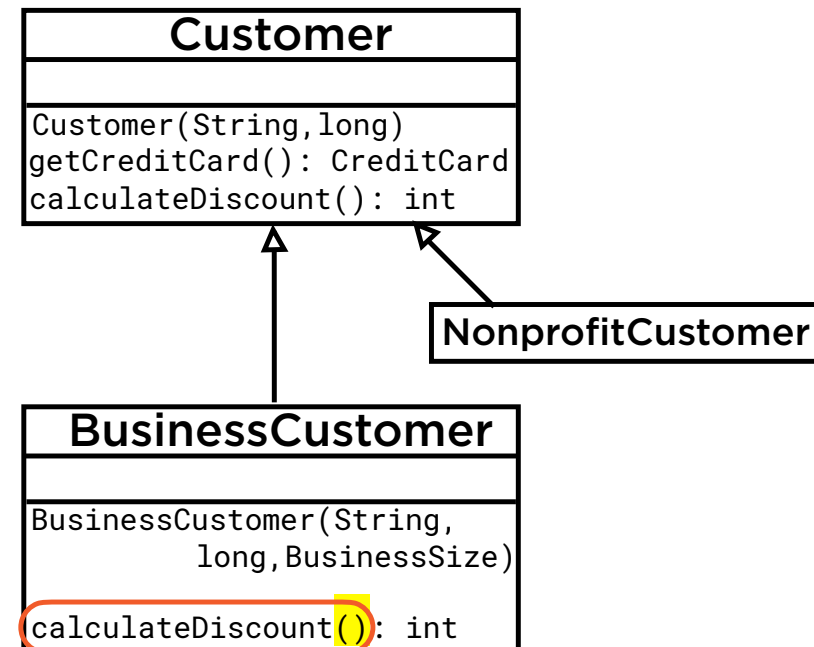 Customer
Customer(String,long)
getCreditCard(): CreditCard
calculateDiscount(): int
NonprofitCustomer
BusinessCustomer
BusinessCustomer(String,
long,BusinessSize)
calculateDiscount(): int